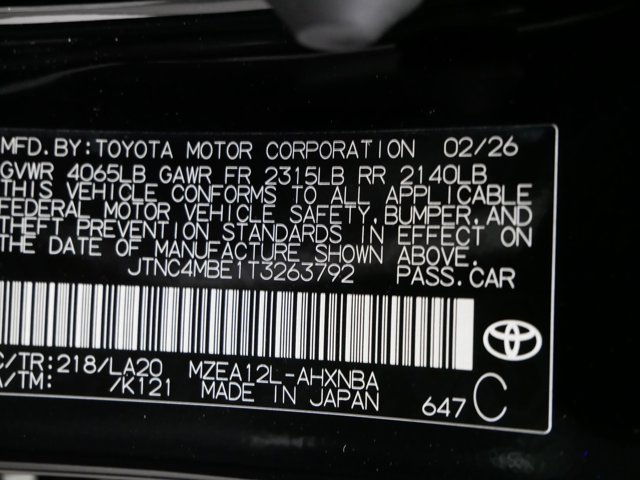 MFD. BY: TOYOTA MOTOR CORPORATION 02/26
GVWR 4065LB GAWR FR 2315LB RR 2140LB
THIS VEHICLE CONFORMS TO ALL APPLICABLE
FEDERAL MOTOR VEHICLE SAFETY, BUMPER, AND
THEFT PREVENTION STANDARDS IN EFFECT ON
THE DATE OF MANUFACTURE SHOWN ABOVE.
JTNC4MBE1T3263792 PASS.CAR
C/TR: 218/LA20 MZEA12L-AHXNBA
A/TM: /K121 MADE IN JAPAN 647 C